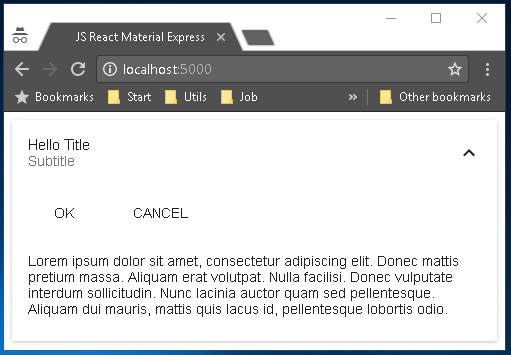 JS React Material Express
localhost:5000
Bookmarks Start Utils Job » Other bookmarks
Hello Title
Subtitle
OK CANCEL
Lorem ipsum dolor sit amet, consectetur adipiscing elit. Donec mattis
pretium massa. Aliquam erat volutpat. Nulla facilisi. Donec vulputate
interdum sollicitudin. Nunc lacinia auctor quam sed pellentesque.
Aliquam dui mauris, mattis quis lacus id, pellentesque lobortis odio.